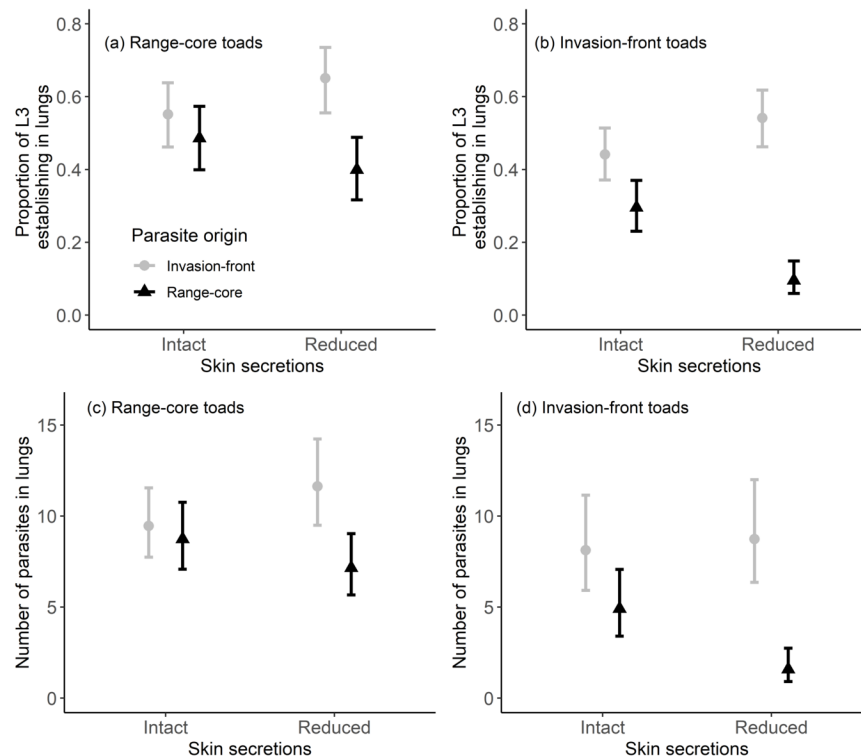 (a) Range-core toads
Proportion of L3
establishing in lungs
0.8
0.6
0.4
0.2
0.0
Parasite origin
Invasion-front
Range-core
Intact
Reduced
Skin secretions
(b) Invasion-front toads
Proportion of L3
establishing in lungs
0.8
0.6
0.4
0.2
0.0
Intact
Reduced
Skin secretions
(c) Range-core toads
Number of parasites in lungs
15
10
5
0
Intact
Reduced
Skin secretions
(d) Invasion-front toads
Number of parasites in lungs
15
10
5
0
Intact
Reduced
Skin secretions